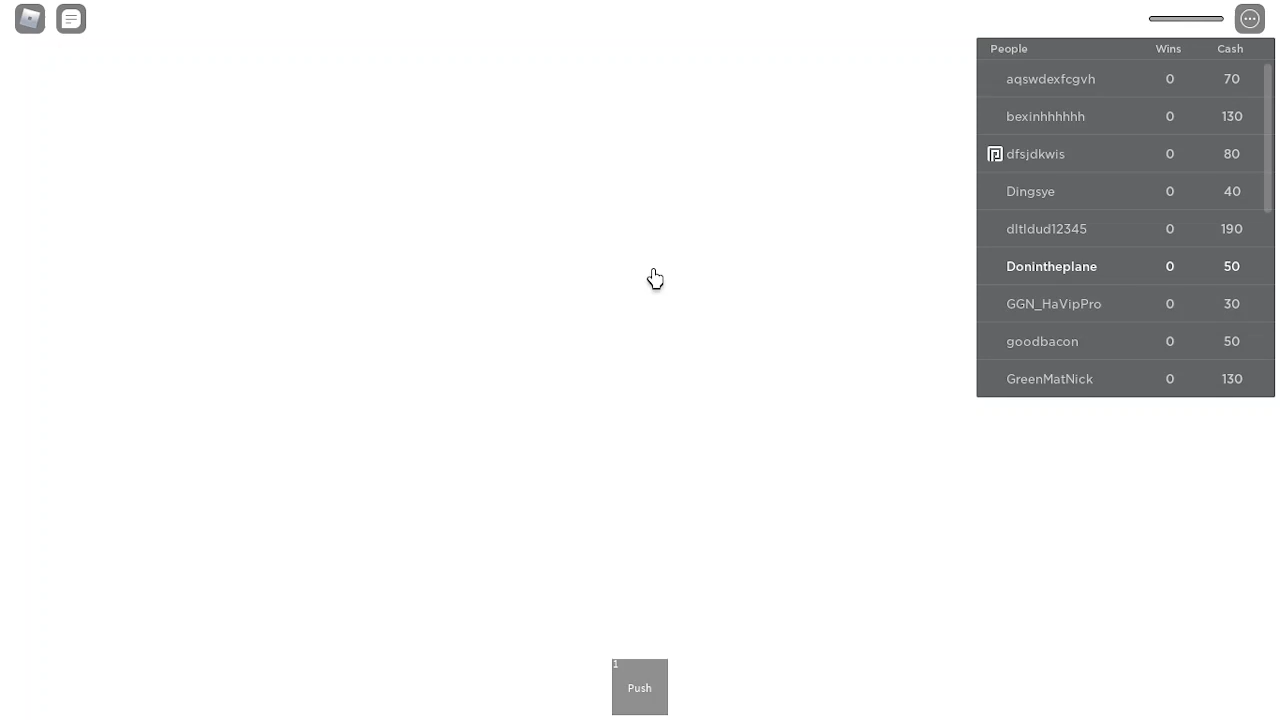 People Wins Cash
aqswdexfcgvh 0 70
bexinhhhhhh 0 130
dfsjdkwis 0 80
Dingsye 0 40
dltldud12345 0 190
Donintheplane 0 50
GGN_HaVipPro 0 30
goodbacon 0 50
GreenMatNick 0 130
1
Push